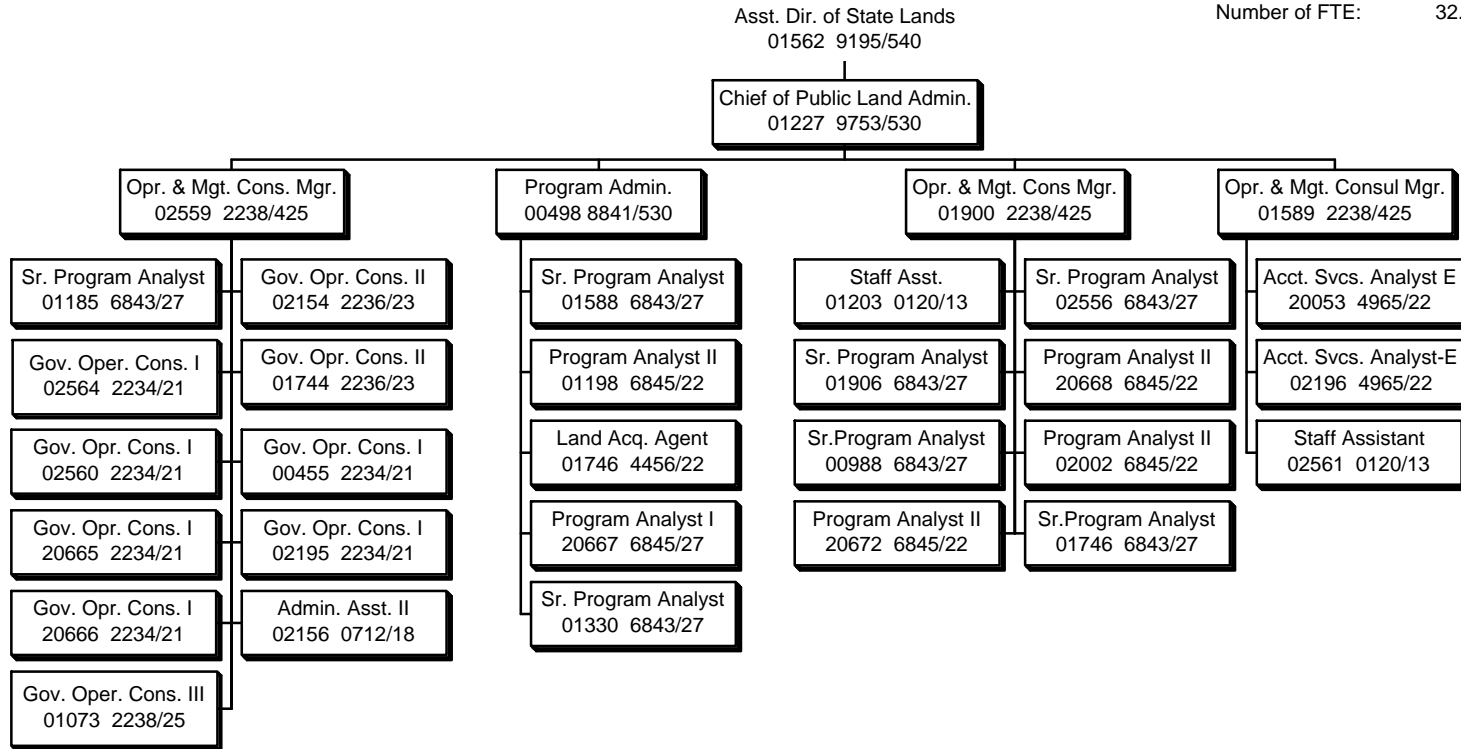 Asst. Dir. of State Lands
01562 9195/540
Number of FTE: 32.
Chief of Public Land Admin.
01227 9753/530
Opr. & Mgt. Cons. Mgr.
02559 2238/425
Program Admin.
00498 8841/530
Opr. & Mgt. Cons Mgr.
01900 2238/425
Opr. & Mgt. Consul Mgr.
01589 2238/425
Sr. Program Analyst
01185 6843/27
Gov. Opr. Cons. II
02154 2236/23
Gov. Oper. Cons. I
02564 2234/21
Gov. Opr. Cons. II
01744 2236/23
Gov. Opr. Cons. I
02560 2234/21
Gov. Opr. Cons. I
00455 2234/21
Gov. Opr. Cons. I
20665 2234/21
Gov. Opr. Cons. I
02195 2234/21
Gov. Opr. Cons. I
20666 2234/21
Admin. Asst. II
02156 0712/18
Gov. Oper. Cons. III
01073 2238/25
Sr. Program Analyst
01588 6843/27
Program Analyst II
01198 6845/22
Land Acq. Agent
01746 4456/22
Program Analyst I
20667 6845/27
Sr. Program Analyst
01330 6843/27
Staff Asst.
01203 0120/13
Sr. Program Analyst
02556 6843/27
Sr. Program Analyst
01906 6843/27
Program Analyst II
20668 6845/22
Sr.Program Analyst
00988 6843/27
Program Analyst II
02002 6845/22
Program Analyst II
20672 6845/22
Sr.Program Analyst
01746 6843/27
Acct. Svcs. Analyst E
20053 4965/22
Acct. Svcs. Analyst-E
02196 4965/22
Staff Assistant
02561 0120/13